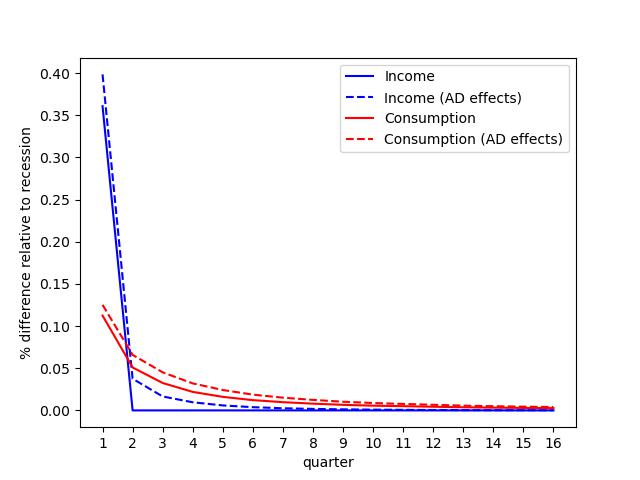 % difference relative to recession
0.40
0.35
0.30
0.25
0.20
0.15
0.10
0.05
0.00
Income
Income (AD effects)
Consumption
Consumption (AD effects)
1 2 3 4 5 6 7 8 9 10 11 12 13 14 15 16
quarter